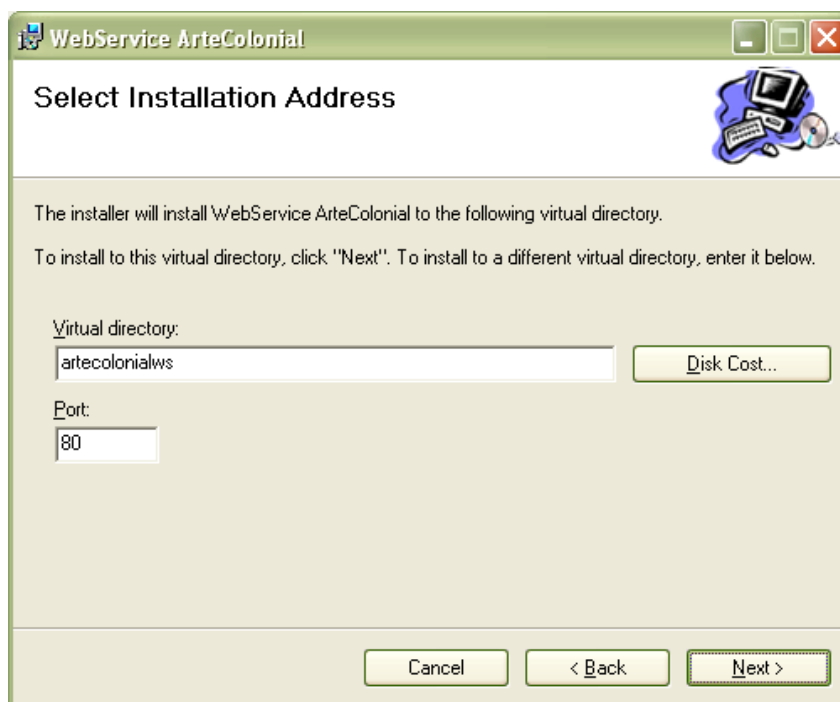 WebService ArteColonial
Select Installation Address
The installer will install WebService ArteColonial to the following virtual directory.
To install to this virtual directory, click "Next". To install to a different virtual directory, enter it below.
Virtual directory:
artecolonialws
Disk Cost...
Port:
80
Cancel
< Back
Next >